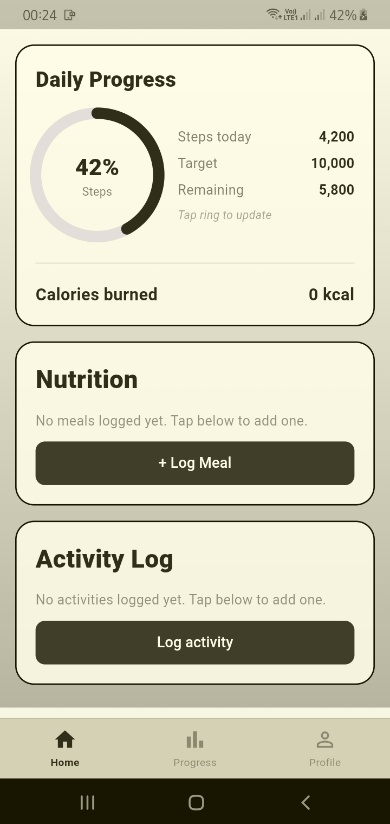 00:24 Vo) LTE1 42%
Daily Progress
42%
Steps
Steps today 4,200
Target 10,000
Remaining 5,800
Tap ring to update
Calories burned 0 kcal
Nutrition
No meals logged yet. Tap below to add one.
+ Log Meal
Activity Log
No activities logged yet. Tap below to add one.
Log activity
Home Progress Profile